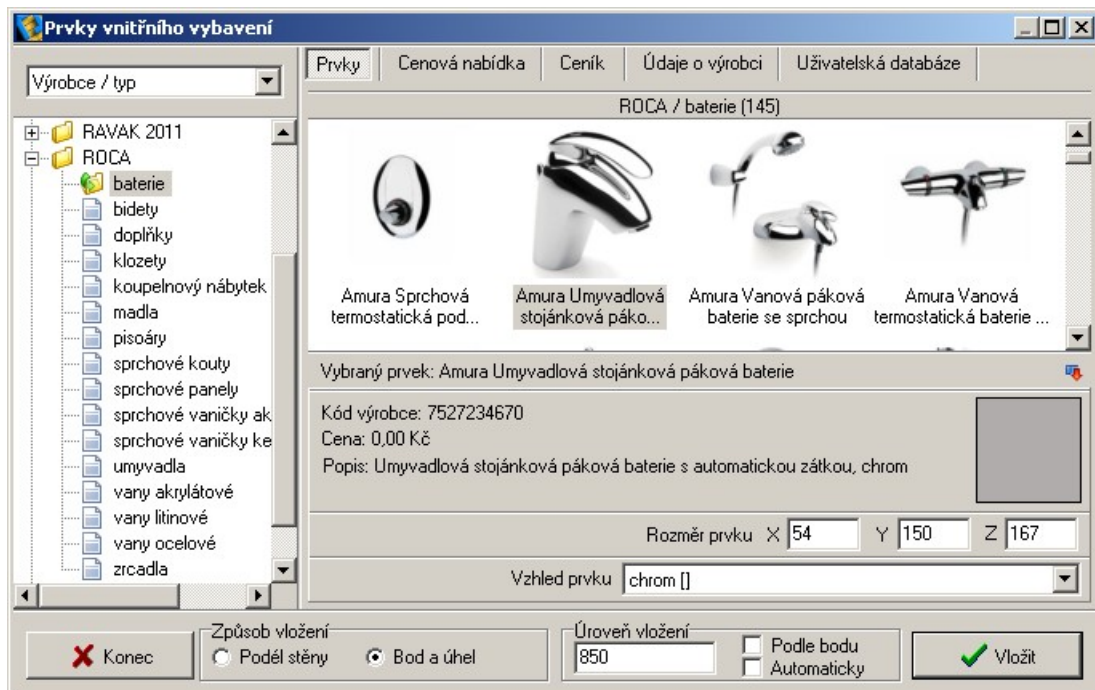 Prvky vnitřního vybavení
Výrobce / typ
RAVAK 2011
ROCA
baterie
bidety
doplňky
klozety
koupelnový nábytek
madla
pisoáry
sprchové kouty
sprchové panely
sprchové vaničky ak
sprchové vaničky ke
umyvadla
vany akrylátové
vany litinové
vany ocelové
zrcadla
Prvky Cenová nabídka Ceník Údaje o výrobci Uživatelská databáze
ROCA / baterie (145)
Amura Sprchová
termostatická pod...
Amura Umyvadlová
stojánková páko...
Amura Vanová páková
baterie se sprchou
Amura Vanová
termostatická baterie ...
Vybraný prvek: Amura Umyvadlová stojánková páková baterie
Kód výrobce: 7527234670
Cena: 0,00 Kč
Popis: Umyvadlová stojánková páková baterie s automatickou zátkou, chrom
Rozměr prvku X 54 Y 150 Z 167
Vzhled prvku chrom []
Konec
Způsob vložení
Podél stěny Bod a úhel
Úroveň vložení
850
Podle bodu
Automaticky
Vložit